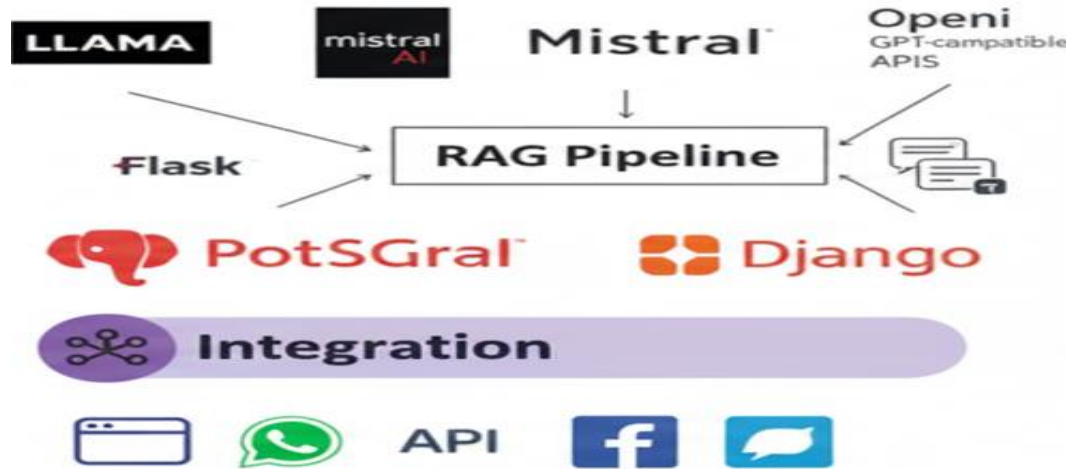 LLAMA
mistral
Ai
Mistral
Openi
GPT-campatible
APIS
Flask
RAG Pipeline
PotSGral
Django
Integration
API
f